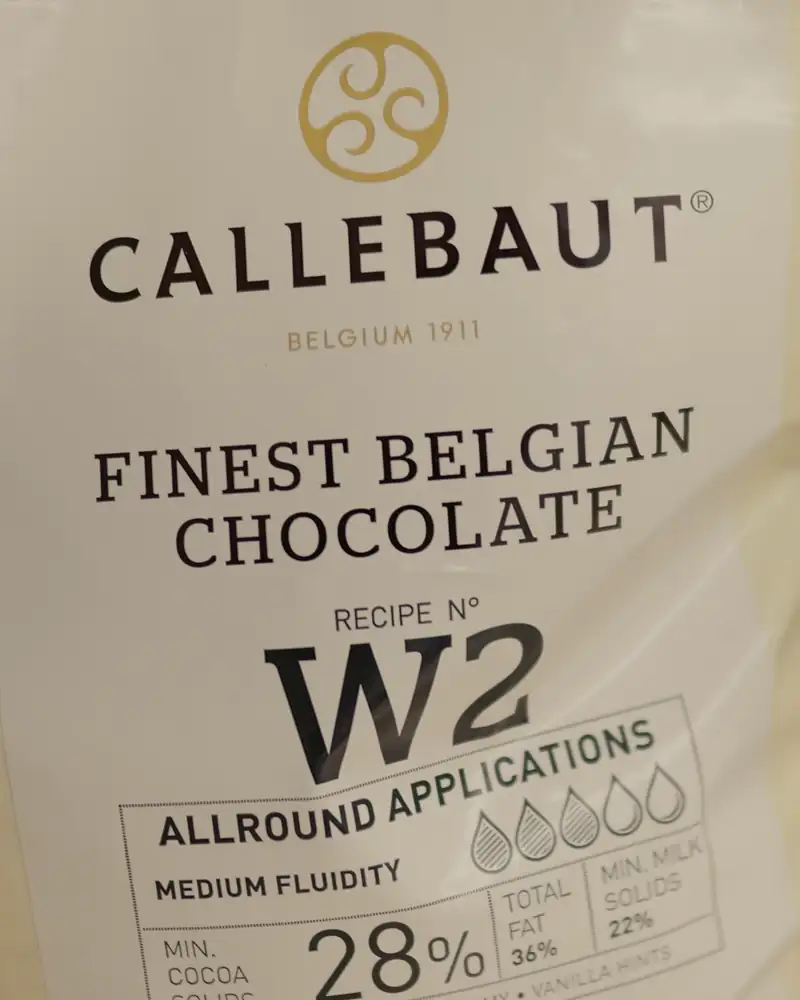 CALLEBAUT®
BELGIUM 1911
FINEST BELGIAN
CHOCOLATE
RECIPE N°
W2
ALLROUND APPLICATIONS
MEDIUM FLUIDITY
MIN.
COCOA
SOLIDS
28%
TOTAL
FAT
36%
MIN. MILK
SOLIDS
22%
• VANILLA HINTS